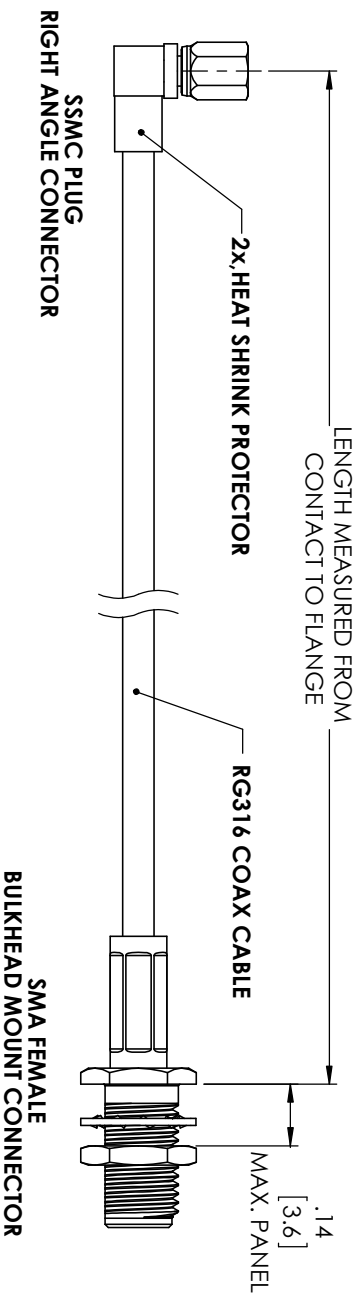 LENGTH MEASURED FROM
CONTACT TO FLANGE
.14
[3.6]
MAX. PANEL
2x,HEAT SHRINK PROTECTOR
RG316 COAX CABLE
SSMC PLUG
RIGHT ANGLE CONNECTOR
SMA FEMALE
BULKHEAD MOUNT CONNECTOR